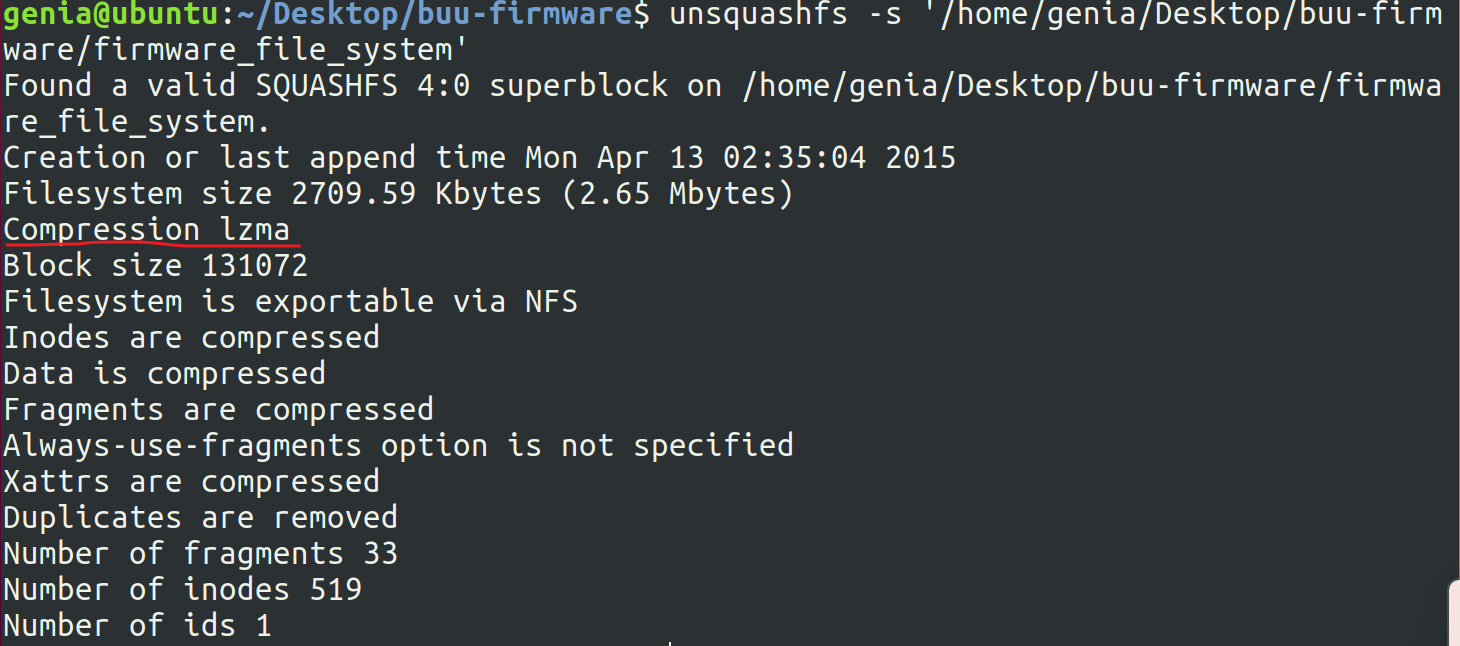 genia@ubuntu:~/Desktop/buu-firmware$ unsquashfs -s '/home/genia/Desktop/buu-firm
ware/firmware_file_system'
Found a valid SQUASHFS 4:0 superblock on /home/genia/Desktop/buu-firmware/firmwa
re_file_system.
Creation or last append time Mon Apr 13 02:35:04 2015
Filesystem size 2709.59 Kbytes (2.65 Mbytes)
Compression lzma
Block size 131072
Filesystem is exportable via NFS
Inodes are compressed
Data is compressed
Fragments are compressed
Always-use-fragments option is not specified
Xattrs are compressed
Duplicates are removed
Number of fragments 33
Number of inodes 519
Number of ids 1